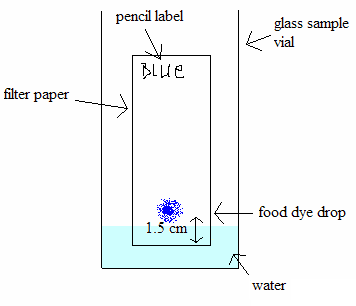 pencil label
glass sample
vial
BLUe
filter paper
food dye drop
1.5 cm
water